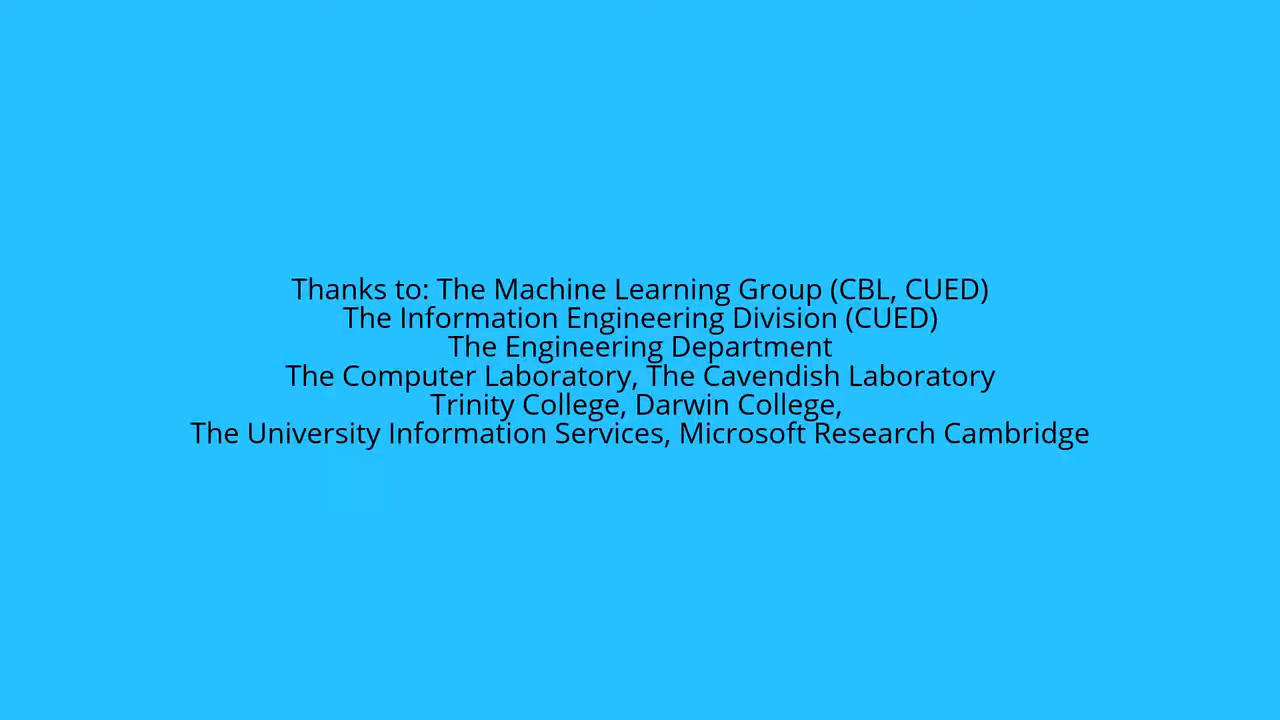 Thanks to: The Machine Learning Group (CBL, CUED)
The Information Engineering Division (CUED)
The Engineering Department
The Computer Laboratory, The Cavendish Laboratory
Trinity College, Darwin College,
The University Information Services, Microsoft Research Cambridge